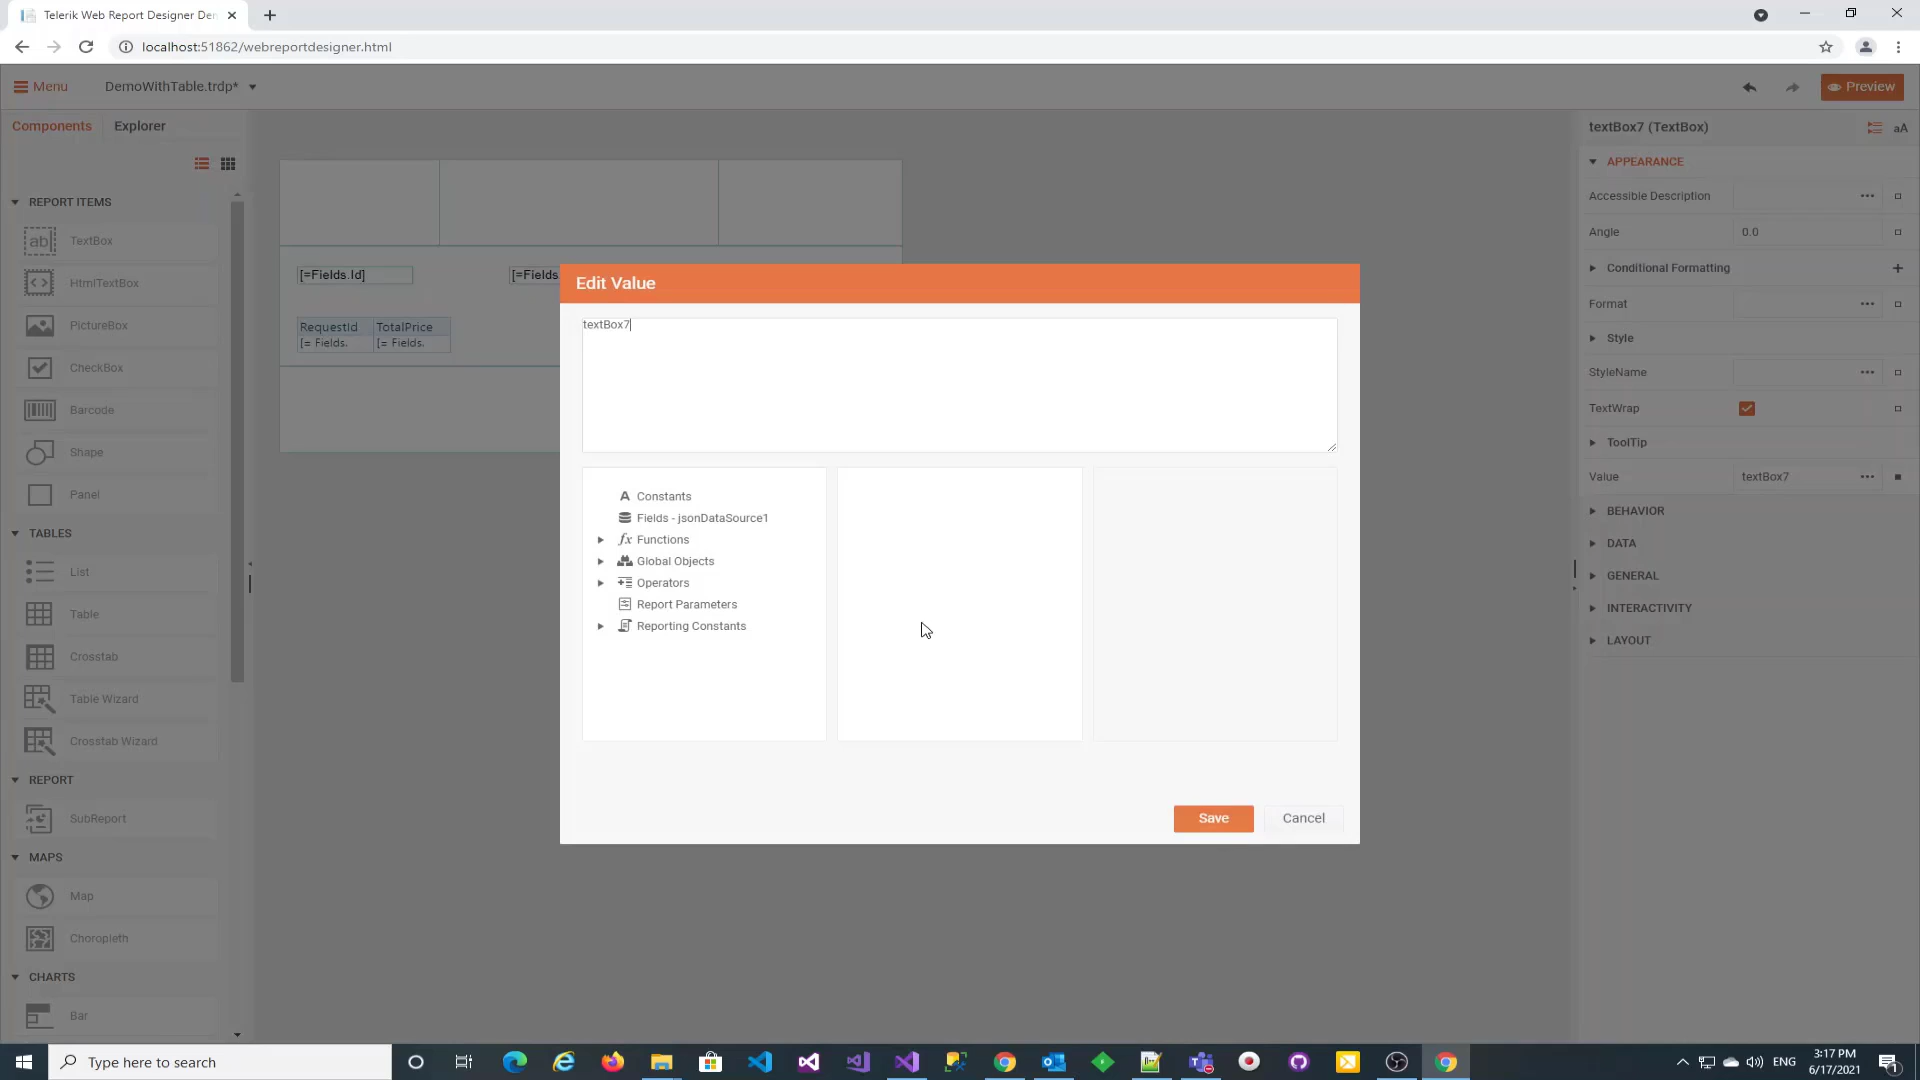 Telerik Web Report Designer De
localhost:51862/webreportdesigner.html
Menu
DemoWithTable.trdp*
Preview
Components
Explorer
REPORT ITEMS
TextBox
HtmlTextBox
PictureBox
CheckBox
Barcode
Shape
Panel
TABLES
List
Table
Crosstab
Table Wizard
Crosstab Wizard
REPORT
SubReport
MAPS
Map
Choropleth
CHARTS
Bar
[=Fields.Id]
[=Fields
RequestId TotalPrice
[= Fields. [= Fields.
Edit Value
textBox7
Constants
Fields - jsonDataSource1
fx Functions
Global Objects
Operators
Report Parameters
Reporting Constants
Save
Cancel
textBox7 (TextBox)
aA
APPEARANCE
Accessible Description
Angle 0.0
Conditional Formatting
Format
Style
StyleName
TextWrap
ToolTip
Value textBox7
BEHAVIOR
DATA
GENERAL
INTERACTIVITY
LAYOUT
Type here to search
ENG
3:17 PM
6/17/2021